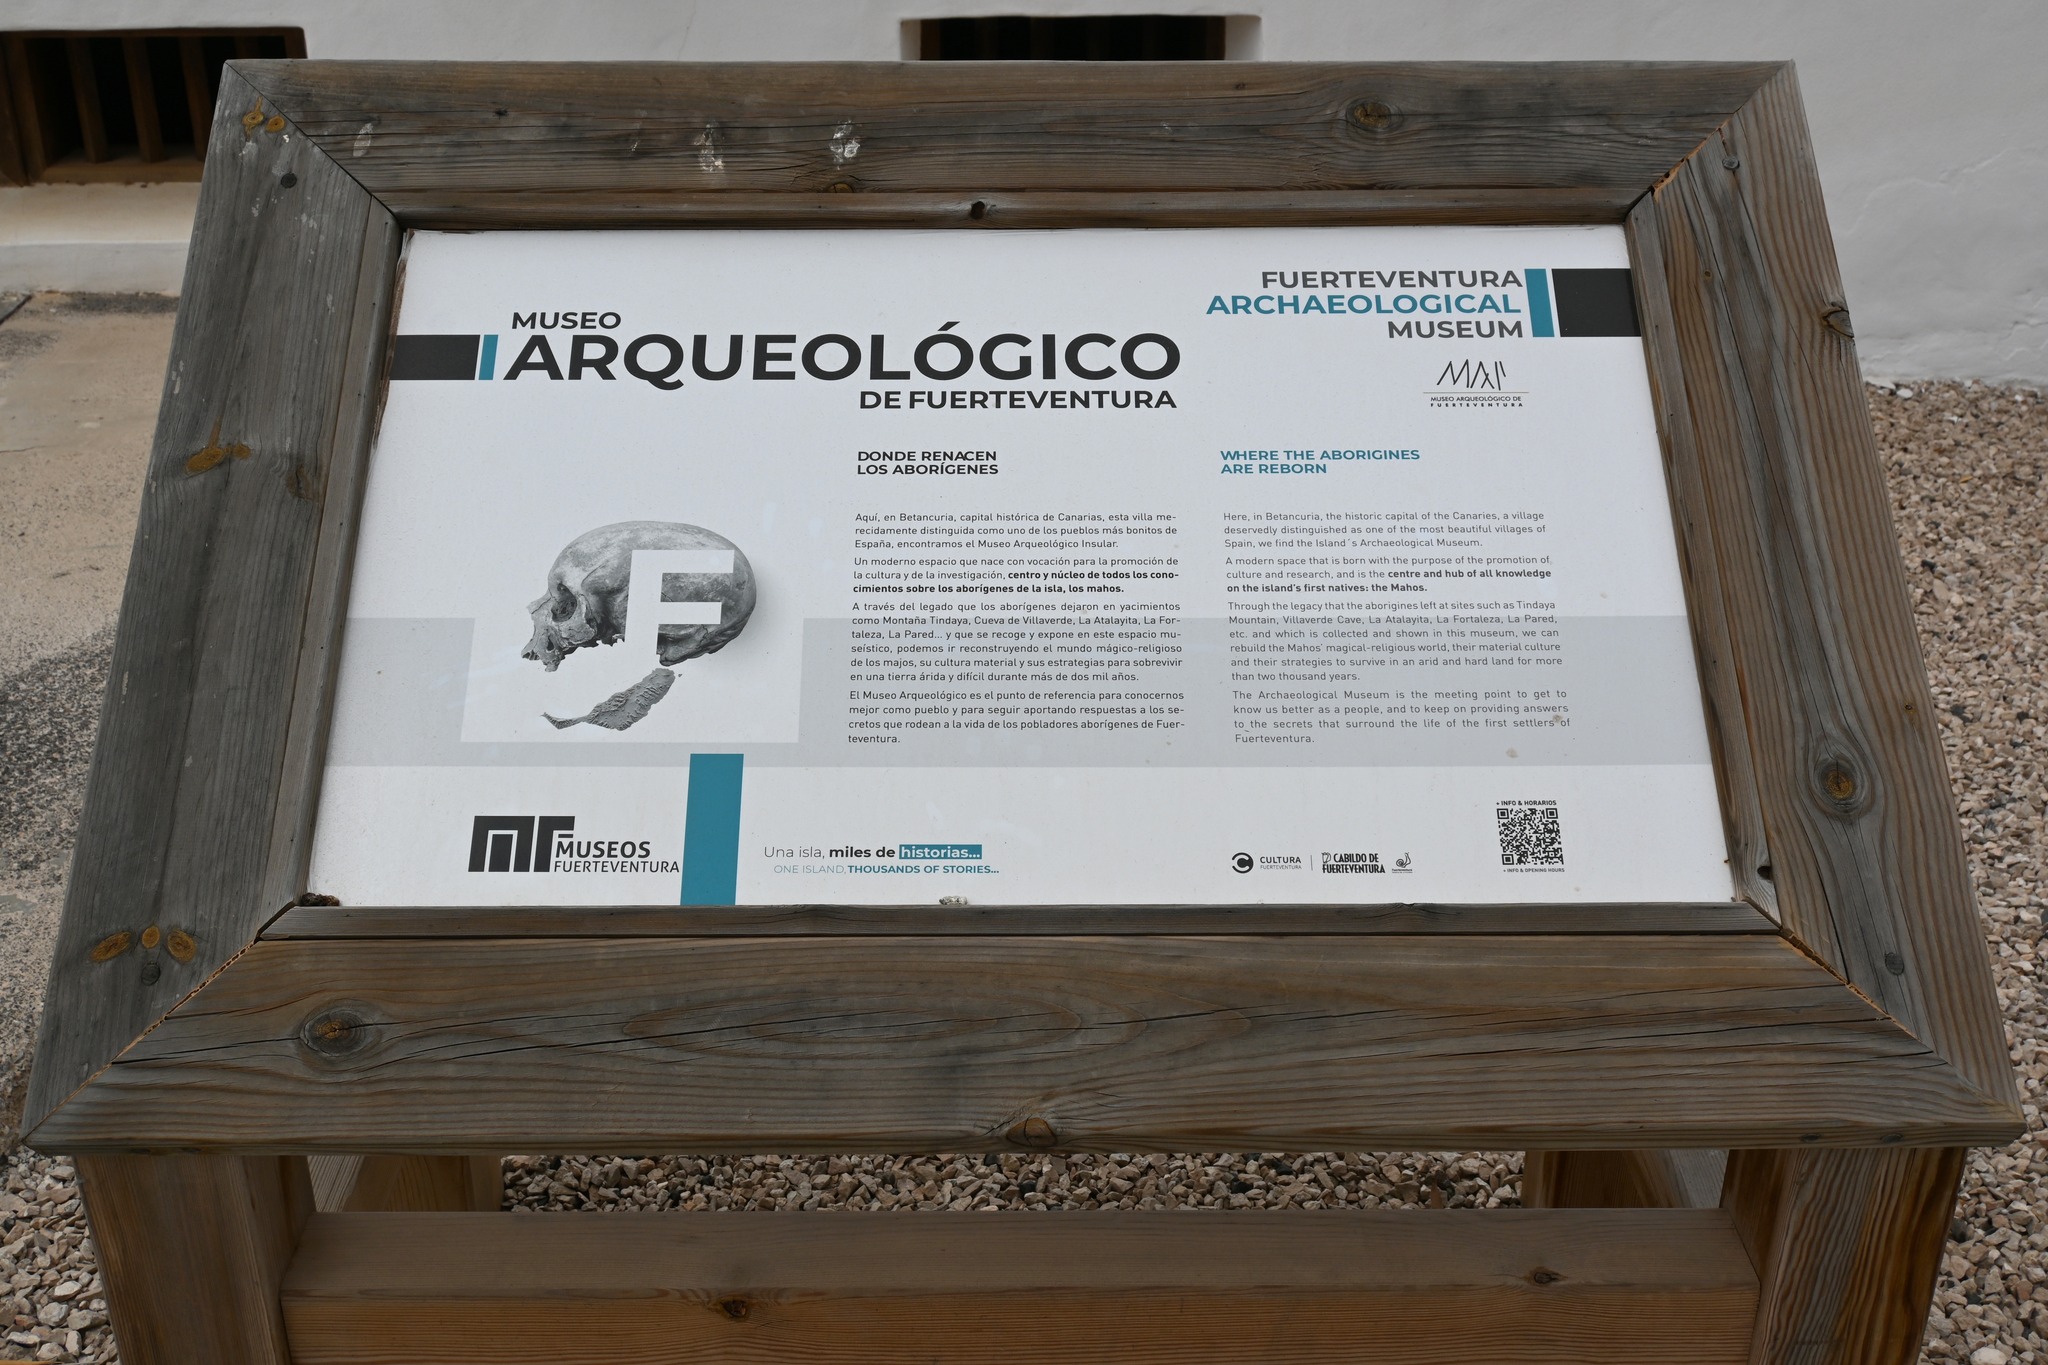 MUSEO
ARQUEOLÓGICO
DE FUERTEVENTURA
FUERTEVENTURA
ARCHAEOLOGICAL
MUSEUM
MUSEO ARQUEOLÓGICO DE
FUERTEVENTURA
DONDE RENACEN
LOS ABORÍGENES
Aquí, en Betancuria, capital histórica de Canarias, esta villa me-
recidamente distinguida como uno de los pueblos más bonitos de
España, encontramos el Museo Arqueológico Insular.
Un moderno espacio que nace con vocación para la promoción de
la cultura y de la investigación, centro y núcleo de todos los cono-
cimientos sobre los aborígenes de la isla, los mahos.
A través del legado que los aborígenes dejaron en yacimientos
como Montaña Tindaya, Cueva de Villaverde, La Atalayita, La For-
taleza, La Pared... y que se recoge y expone en este espacio mu-
seístico, podemos ir reconstruyendo el mundo mágico-religioso
de los majos, su cultura material y sus estrategias para sobrevivir
en una tierra árida y difícil durante más de dos mil años.
El Museo Arqueológico es el punto de referencia para conocernos
mejor como pueblo y para seguir aportando respuestas a los se-
cretos que rodean a la vida de los pobladores aborígenes de Fuer-
teventura.
WHERE THE ABORIGINES
ARE REBORN
Here, in Betancuria, the historic capital of the Canaries, a village
deservedly distinguished as one of the most beautiful villages of
Spain, we find the Island´s Archaeological Museum.
A modern space that is born with the purpose of the promotion of
culture and research, and is the centre and hub of all knowledge
on the island's first natives: the Mahos.
Through the legacy that the aborigines left at sites such as Tindaya
Mountain, Villaverde Cave, La Atalayita, La Fortaleza, La Pared,
etc. and which is collected and shown in this museum, we can
rebuild the Mahos' magical-religious world, their material culture
and their strategies to survive in an arid and hard land for more
than two thousand years.
The Archaeological Museum is the meeting point to get to
know us better as a people, and to keep on providing answers
to the secrets that surround the life of the first settlers of
Fuerteventura.
F
MUSEOS
FUERTEVENTURA
Una isla, miles de historias...
ONE ISLAND, THOUSANDS OF STORIES...
CULTURA
FUERTEVENTURA
CABILDO DE
FUERTEVENTURA
+ INFO & HORARIOS
+ INFO & OPENING HOURS